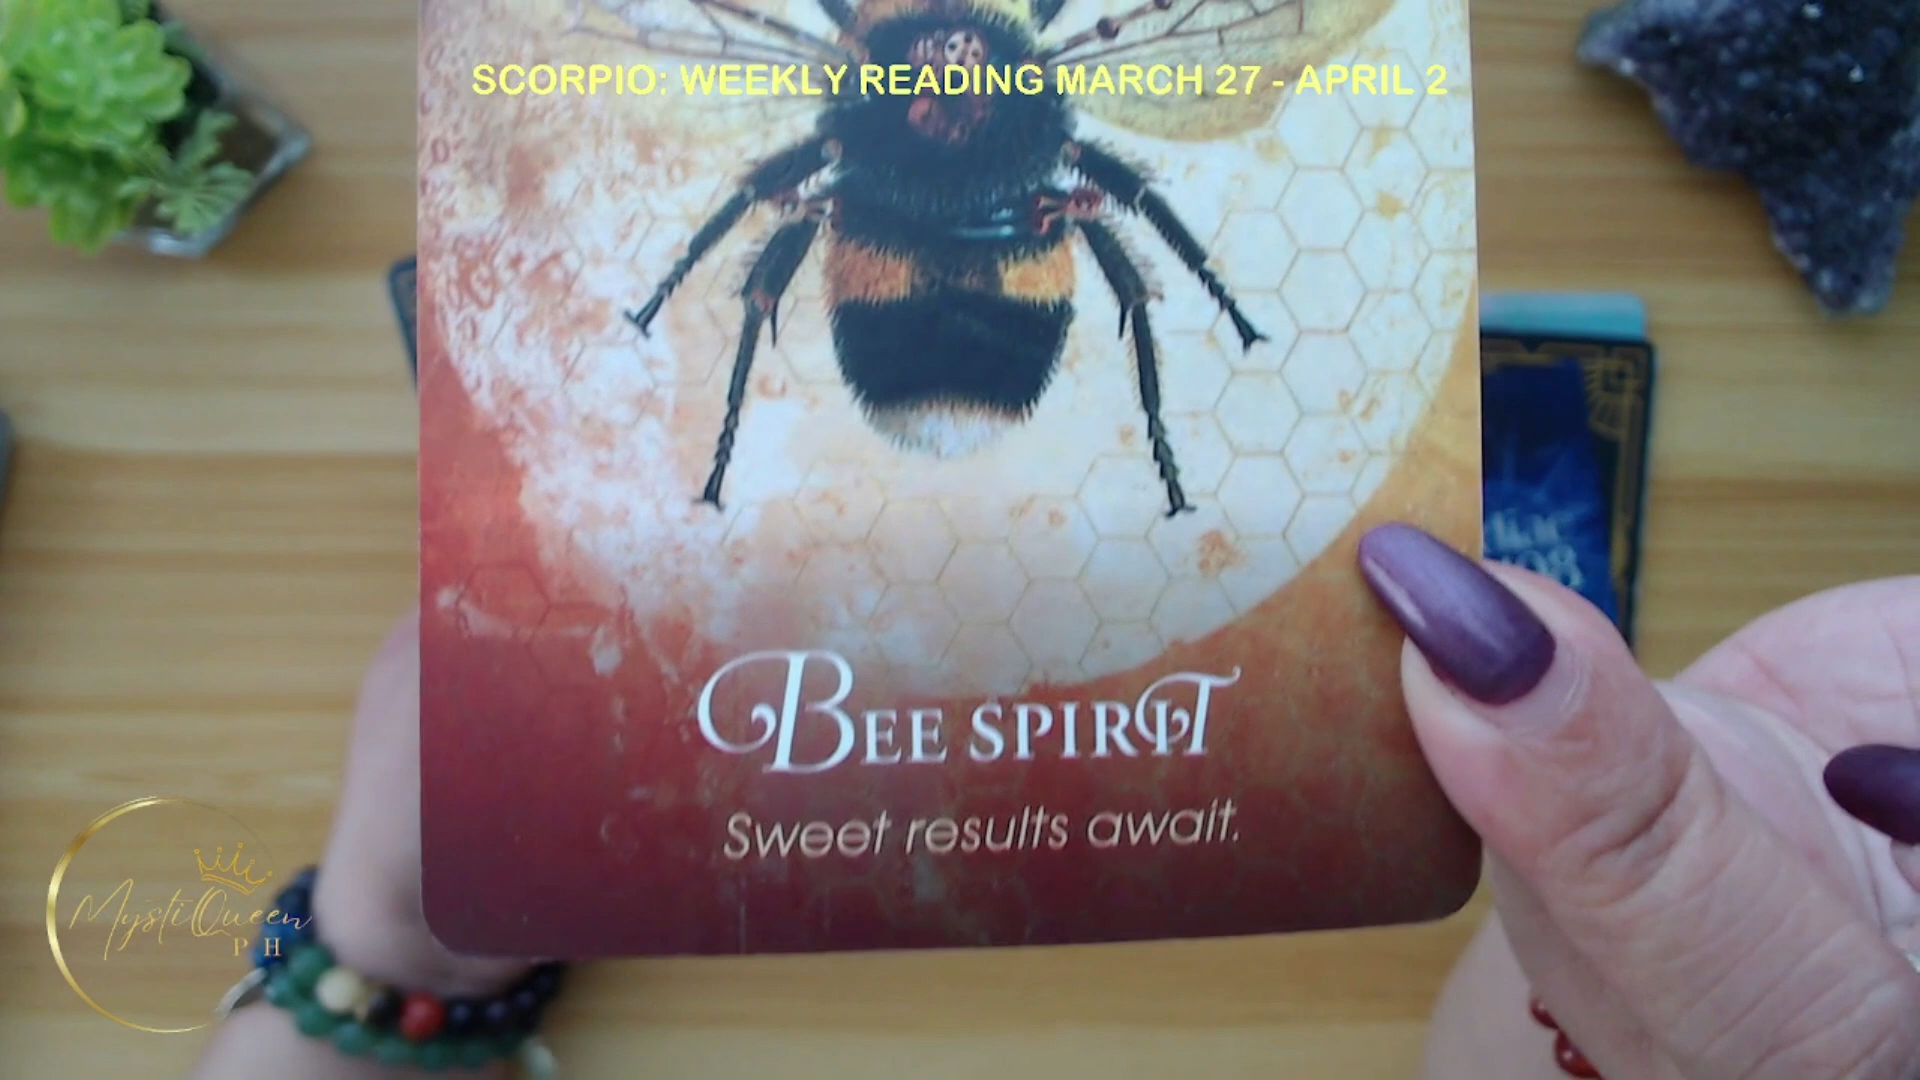 SCORPIO: WEEKLY READING MARCH 27 - APRIL 2
BEE SPIRIT
Sweet results await.
MystiQueen
PH